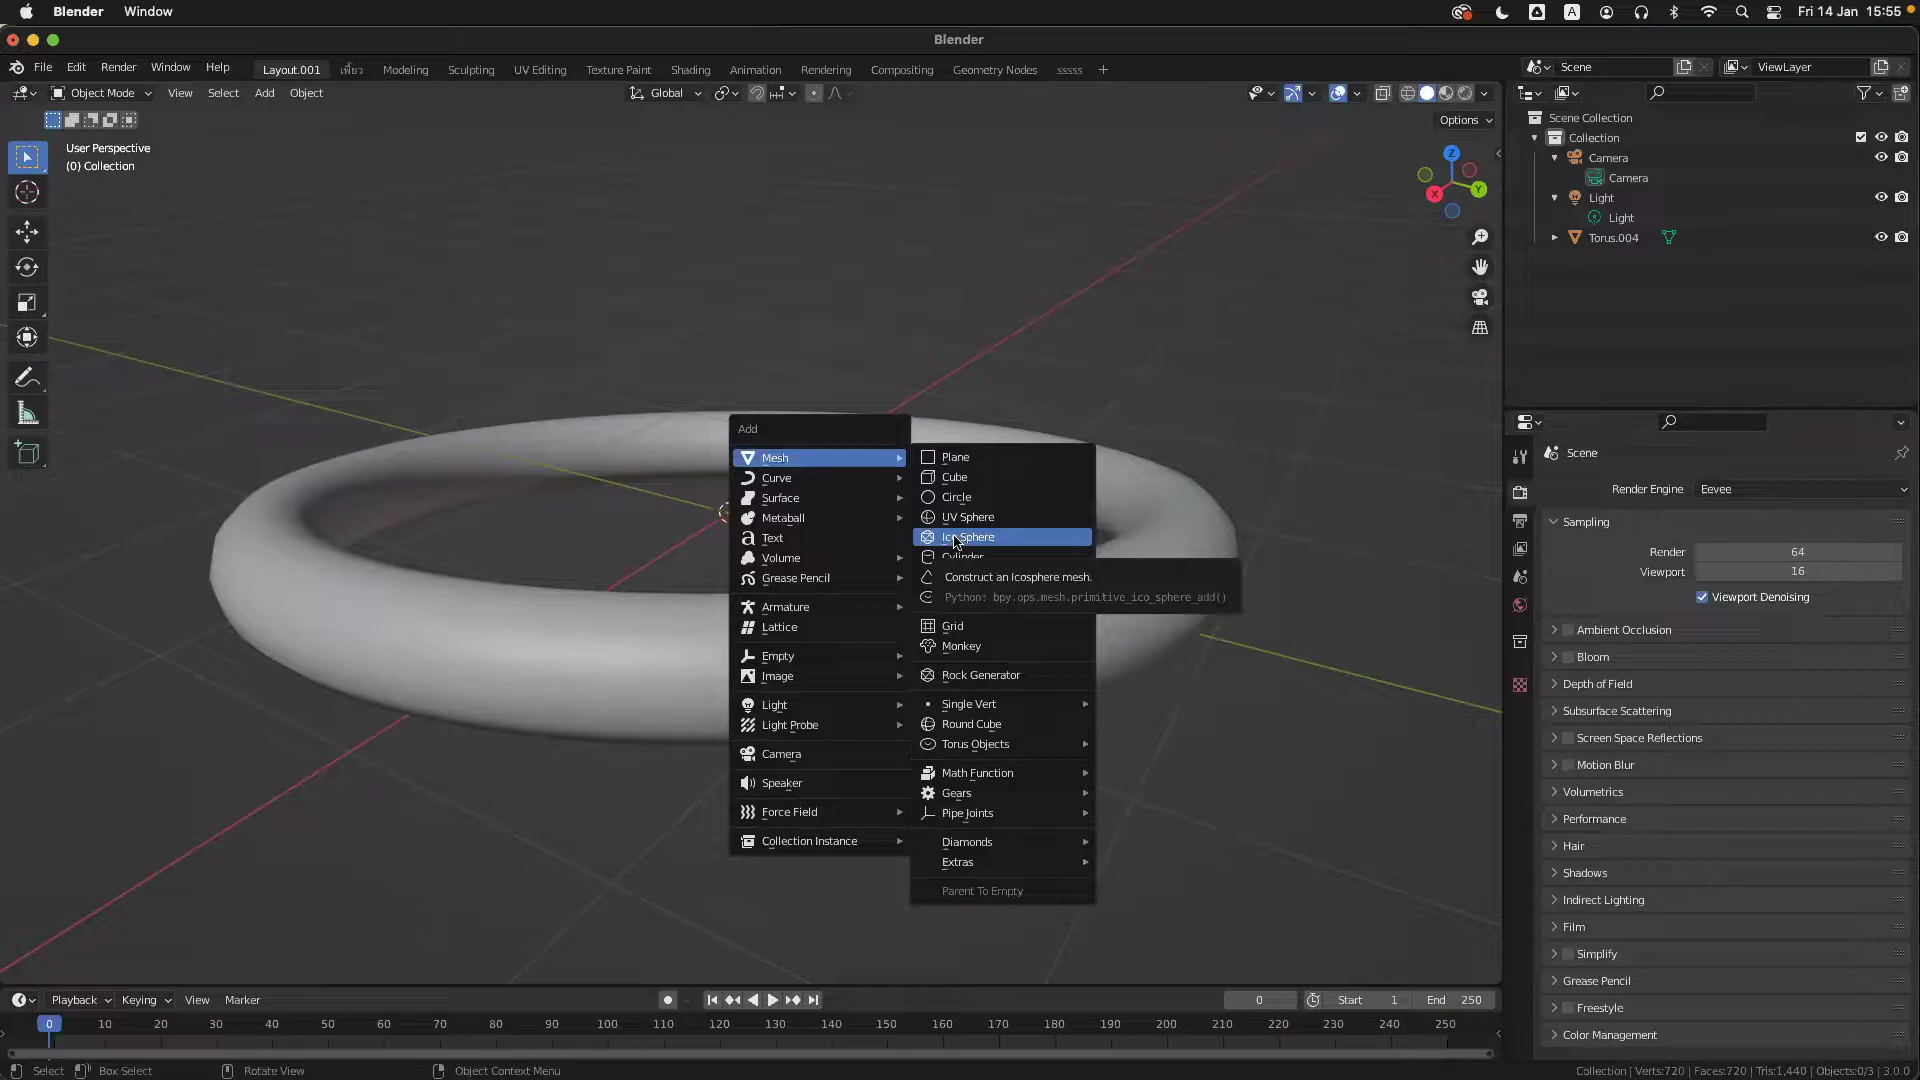 Blender Window Fri 14 Jan 15:55
A
Blender
File Edit Render Window Help Layout.001 เพี้ยว Modeling Sculpting UV Editing Texture Paint Shading Animation Rendering Compositing Geometry Nodes sssss + Scene ViewLayer
Object Mode View Select Add Object Global
Options
User Perspective
(0) Collection
Z
Y
X
Scene Collection
Collection
Camera
Camera
Light
Light
Torus.004
Add
Mesh
Curve
Surface
Metaball
Text
Volume
Grease Pencil
Armature
Lattice
Empty
Image
Light
Light Probe
Camera
Speaker
Force Field
Collection Instance
Plane
Cube
Circle
UV Sphere
Ico Sphere
Cylinder
Construct an Icosphere mesh.
Python: bpy.ops.mesh.primitive_ico_sphere_add()
Grid
Monkey
Rock Generator
Single Vert
Round Cube
Torus Objects
Math Function
Gears
Pipe Joints
Diamonds
Extras
Parent To Empty
Scene
Render Engine Eevee
Sampling
Render 64
Viewport 16
Viewport Denoising
Ambient Occlusion
Bloom
Depth of Field
Subsurface Scattering
Screen Space Reflections
Motion Blur
Volumetrics
Performance
Hair
Shadows
Indirect Lighting
Film
Simplify
Grease Pencil
Freestyle
Color Management
Playback Keying View Marker 0 Start 1 End 250
0 10 20 30 40 50 60 70 80 90 100 110 120 130 140 150 160 170 180 190 200 210 220 230 240 250
Select Box Select Rotate View Object Context Menu Collection | Verts:720 | Faces:720 | Tris:1,440 | Objects:0/3 | 3.0.0